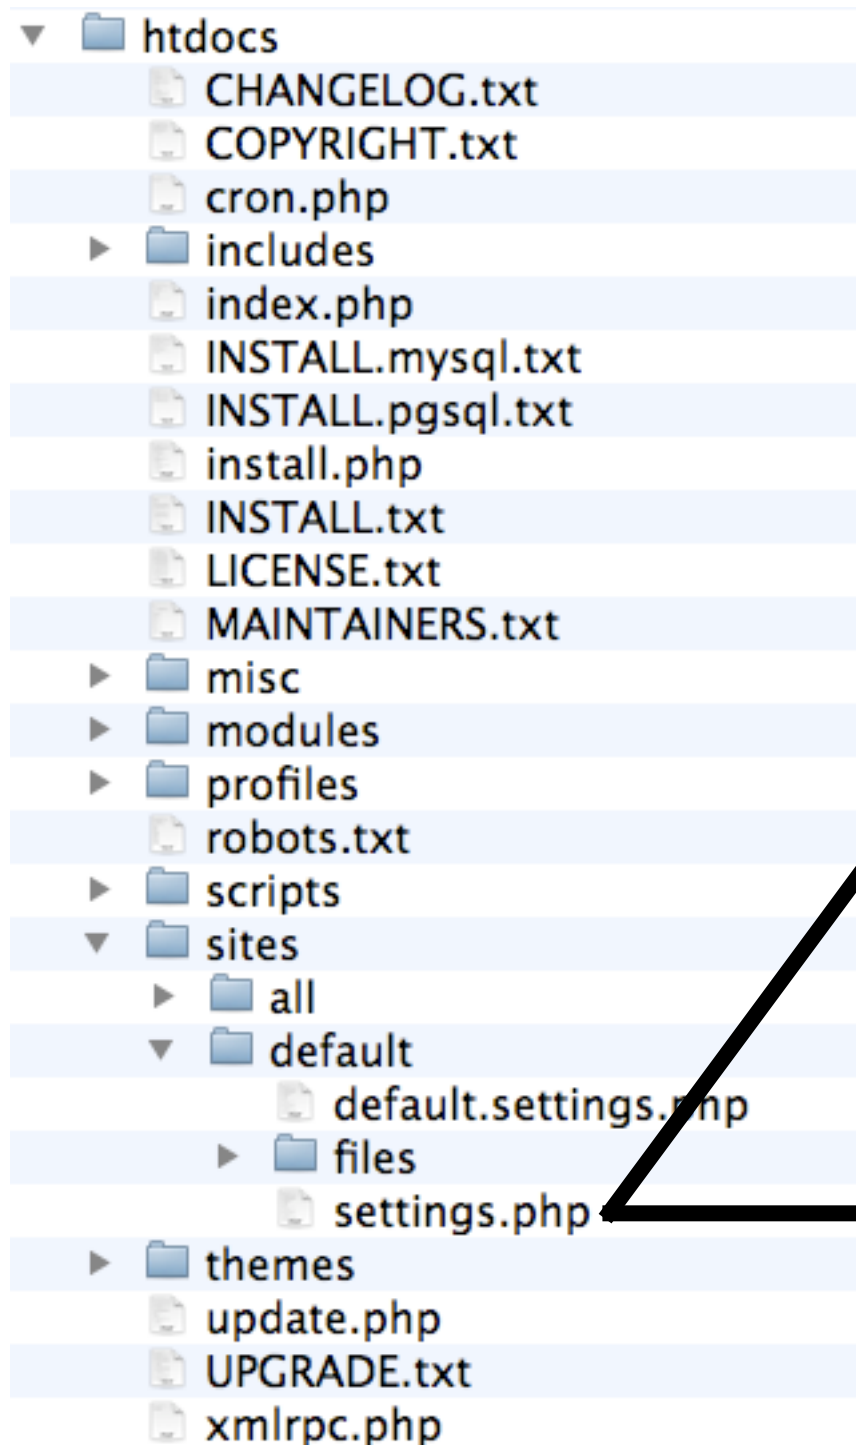 htdocs
CHANGELOG.txt
COPYRIGHT.txt
cron.php
includes
index.php
INSTALL.mysql.txt
INSTALL.pgsql.txt
install.php
INSTALL.txt
LICENSE.txt
MAINTAINERS.txt
misc
modules
profiles
robots.txt
scripts
sites
all
default
default.settings.php
files
settings.php
themes
update.php
UPGRADE.txt
xmlrpc.php